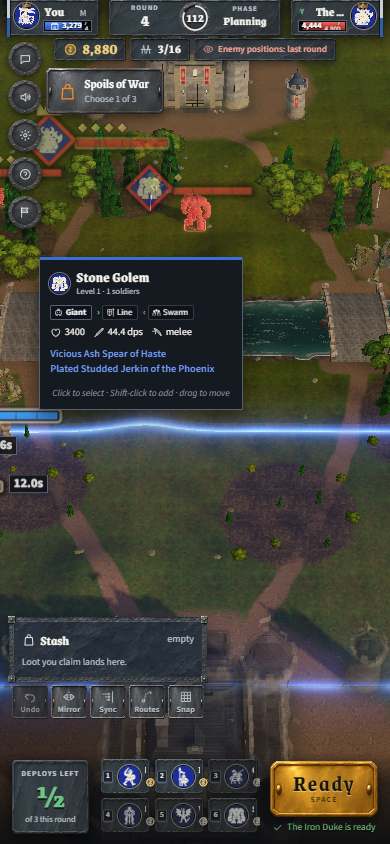 You
3,279
ROUND
4
112
PHASE
Planning
The ...
4,444
4,800
8,880
3/16
Enemy positions: last round
Spoils of War
Choose 1 of 3
Stone Golem
Level 1 · 1 soldiers
Giant › Line ‹ Swarm
3400 44.4 dps melee
Vicious Ash Spear of Haste
Plated Studded Jerkin of the Phoenix
Click to select · Shift-click to add · drag to move
6s
12.0s
Stash
empty
Loot you claim lands here.
Undo
Mirror
Sync
Routes
Snap
DEPLOYS LEFT
1/2
of 3 this round
1
2
3
4
5
6
Ready
SPACE
The Iron Duke is ready